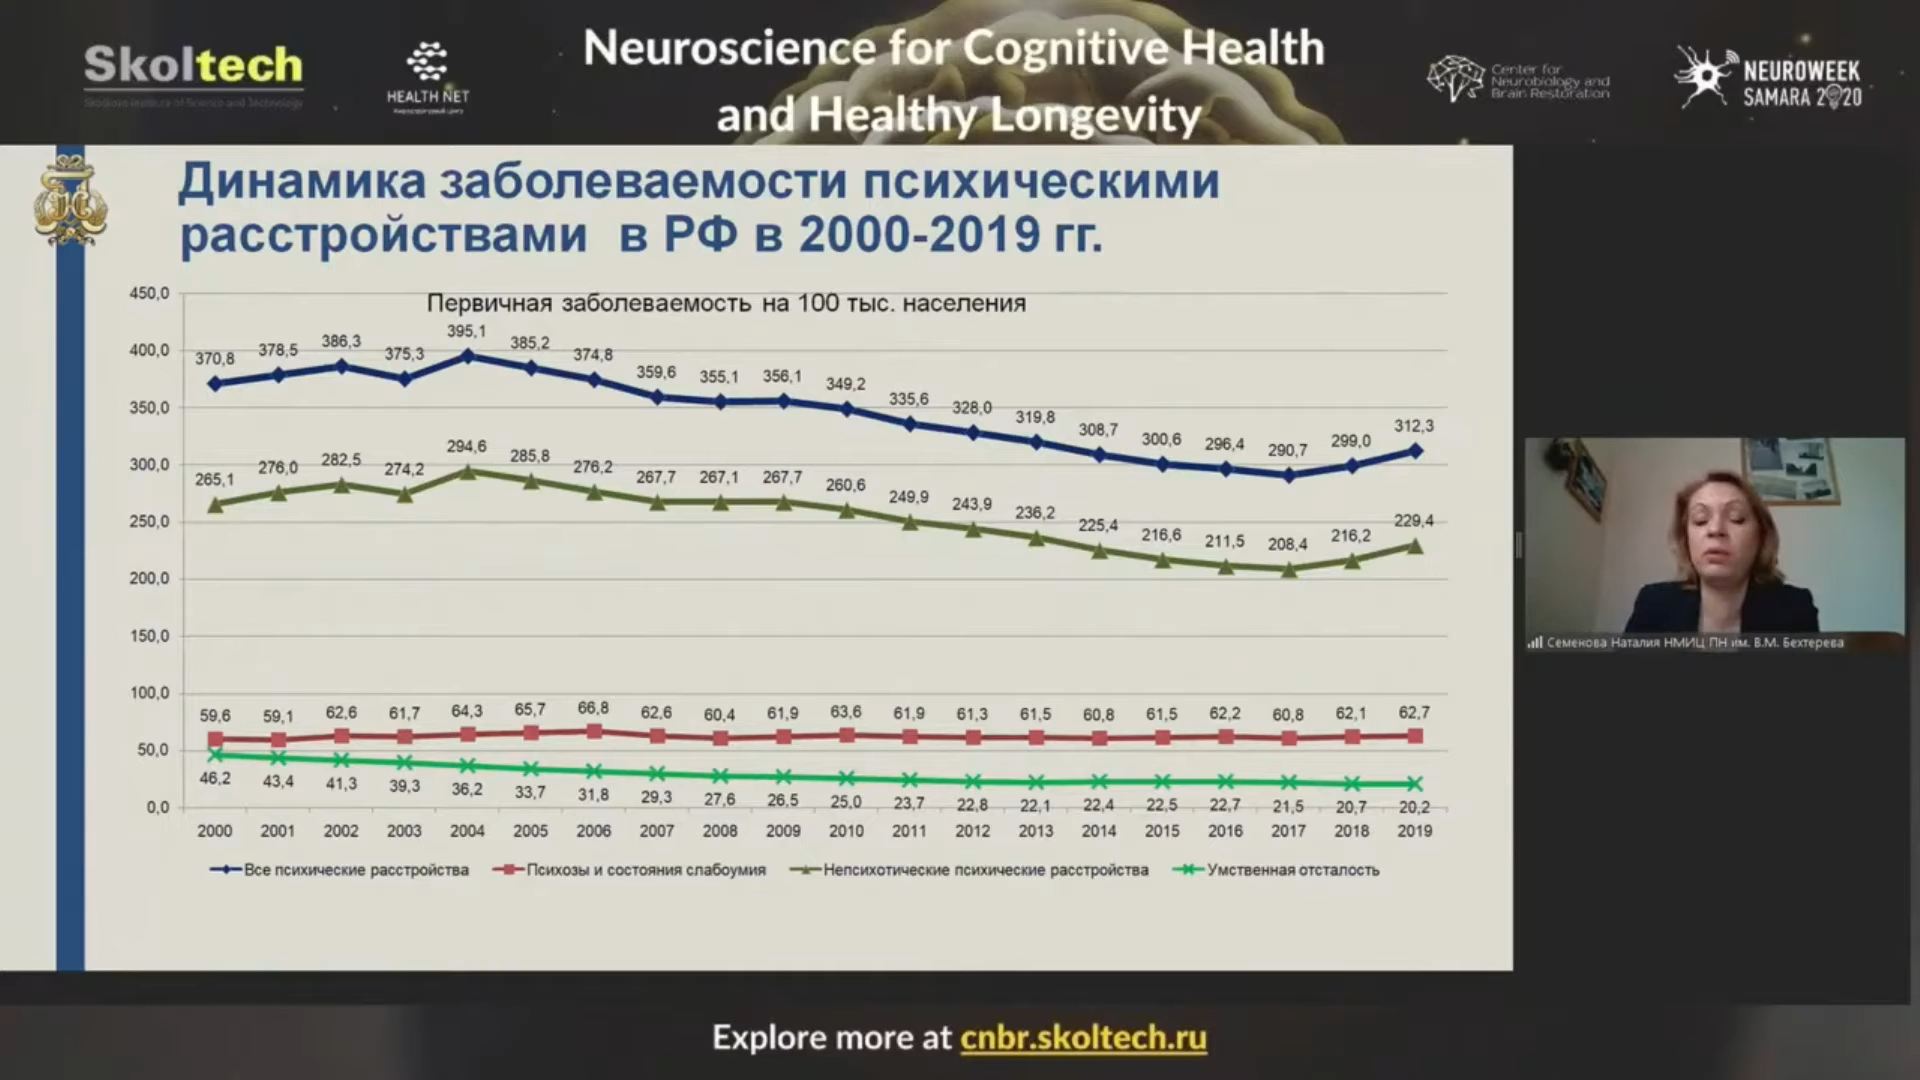 Skoltech
Skolkovo Institute of Science and Technology
HEALTH NET
Neuroscience for Cognitive Health
and Healthy Longevity
Center for
Neurobiology and
Brain Restoration
NEUROWEEK
SAMARA 2020
Динамика заболеваемости психическими
расстройствами в РФ в 2000-2019 гг.
Первичная заболеваемость на 100 тыс. населения
450,0
400,0
350,0
300,0
250,0
200,0
150,0
100,0
50,0
0,0
370,8 378,5 386,3 375,3 395,1 385,2 374,8 359,6 355,1 356,1 349,2 335,6 328,0 319,8 308,7 300,6 296,4 290,7 299,0 312,3
265,1 276,0 282,5 274,2 294,6 285,8 276,2 267,7 267,1 267,7 260,6 249,9 243,9 236,2 225,4 216,6 211,5 208,4 216,2 229,4
59,6 59,1 62,6 61,7 64,3 65,7 66,8 62,6 60,4 61,9 63,6 61,9 61,3 61,5 60,8 61,5 62,2 60,8 62,1 62,7
46,2 43,4 41,3 39,3 36,2 33,7 31,8 29,3 27,6 26,5 25,0 23,7 22,8 22,1 22,4 22,5 22,7 21,5 20,7 20,2
2000 2001 2002 2003 2004 2005 2006 2007 2008 2009 2010 2011 2012 2013 2014 2015 2016 2017 2018 2019
Все психические расстройства Психозы и состояния слабоумия Непсихотические психические расстройства Умственная отсталость
Семенова Наталия НМИЦ ПН им. В.М. Бехтерева
Explore more at cnbr.skoltech.ru